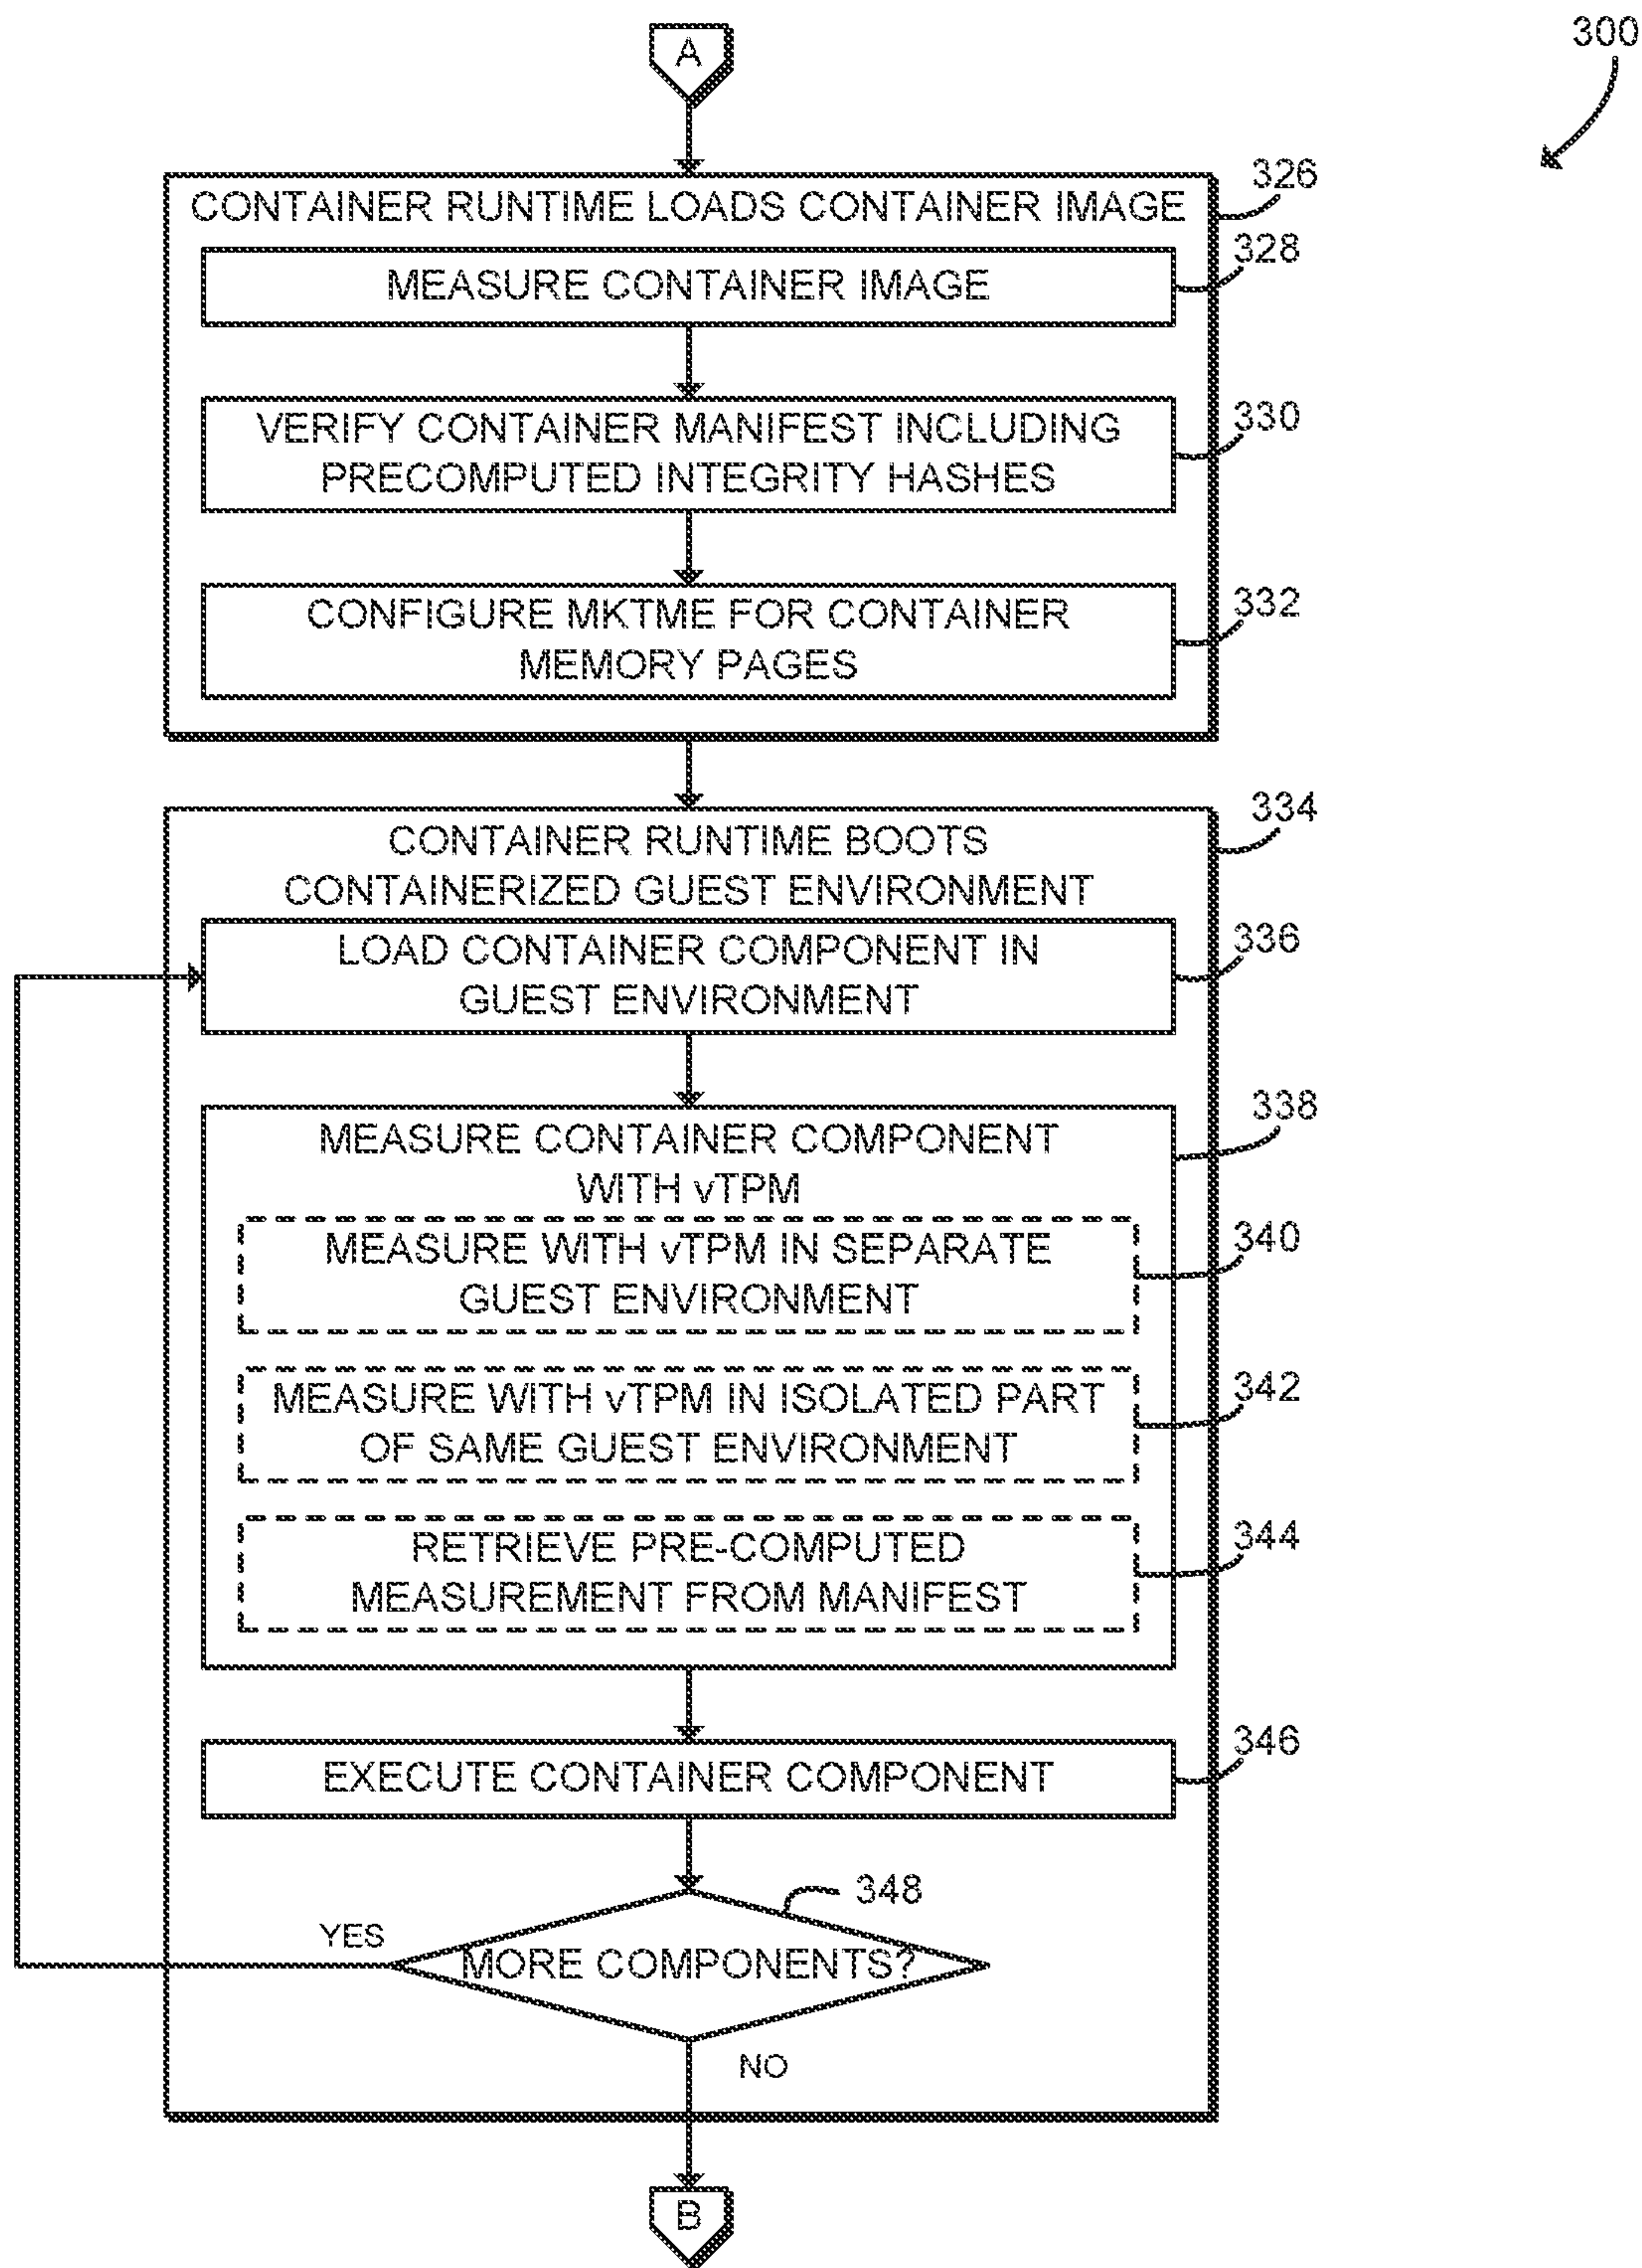 A
300
CONTAINER RUNTIME LOADS CONTAINER IMAGE
326
MEASURE CONTAINER IMAGE
328
VERIFY CONTAINER MANIFEST INCLUDING
PRECOMPUTED INTEGRITY HASHES
330
CONFIGURE MKTME FOR CONTAINER
MEMORY PAGES
332
CONTAINER RUNTIME BOOTS
CONTAINERIZED GUEST ENVIRONMENT
334
LOAD CONTAINER COMPONENT IN
GUEST ENVIRONMENT
336
MEASURE CONTAINER COMPONENT
WITH vTPM
338
MEASURE WITH vTPM IN SEPARATE
GUEST ENVIRONMENT
340
MEASURE WITH vTPM IN ISOLATED PART
OF SAME GUEST ENVIRONMENT
342
RETRIEVE PRE-COMPUTED
MEASUREMENT FROM MANIFEST
344
EXECUTE CONTAINER COMPONENT
346
348
YES
MORE COMPONENTS?
NO
B